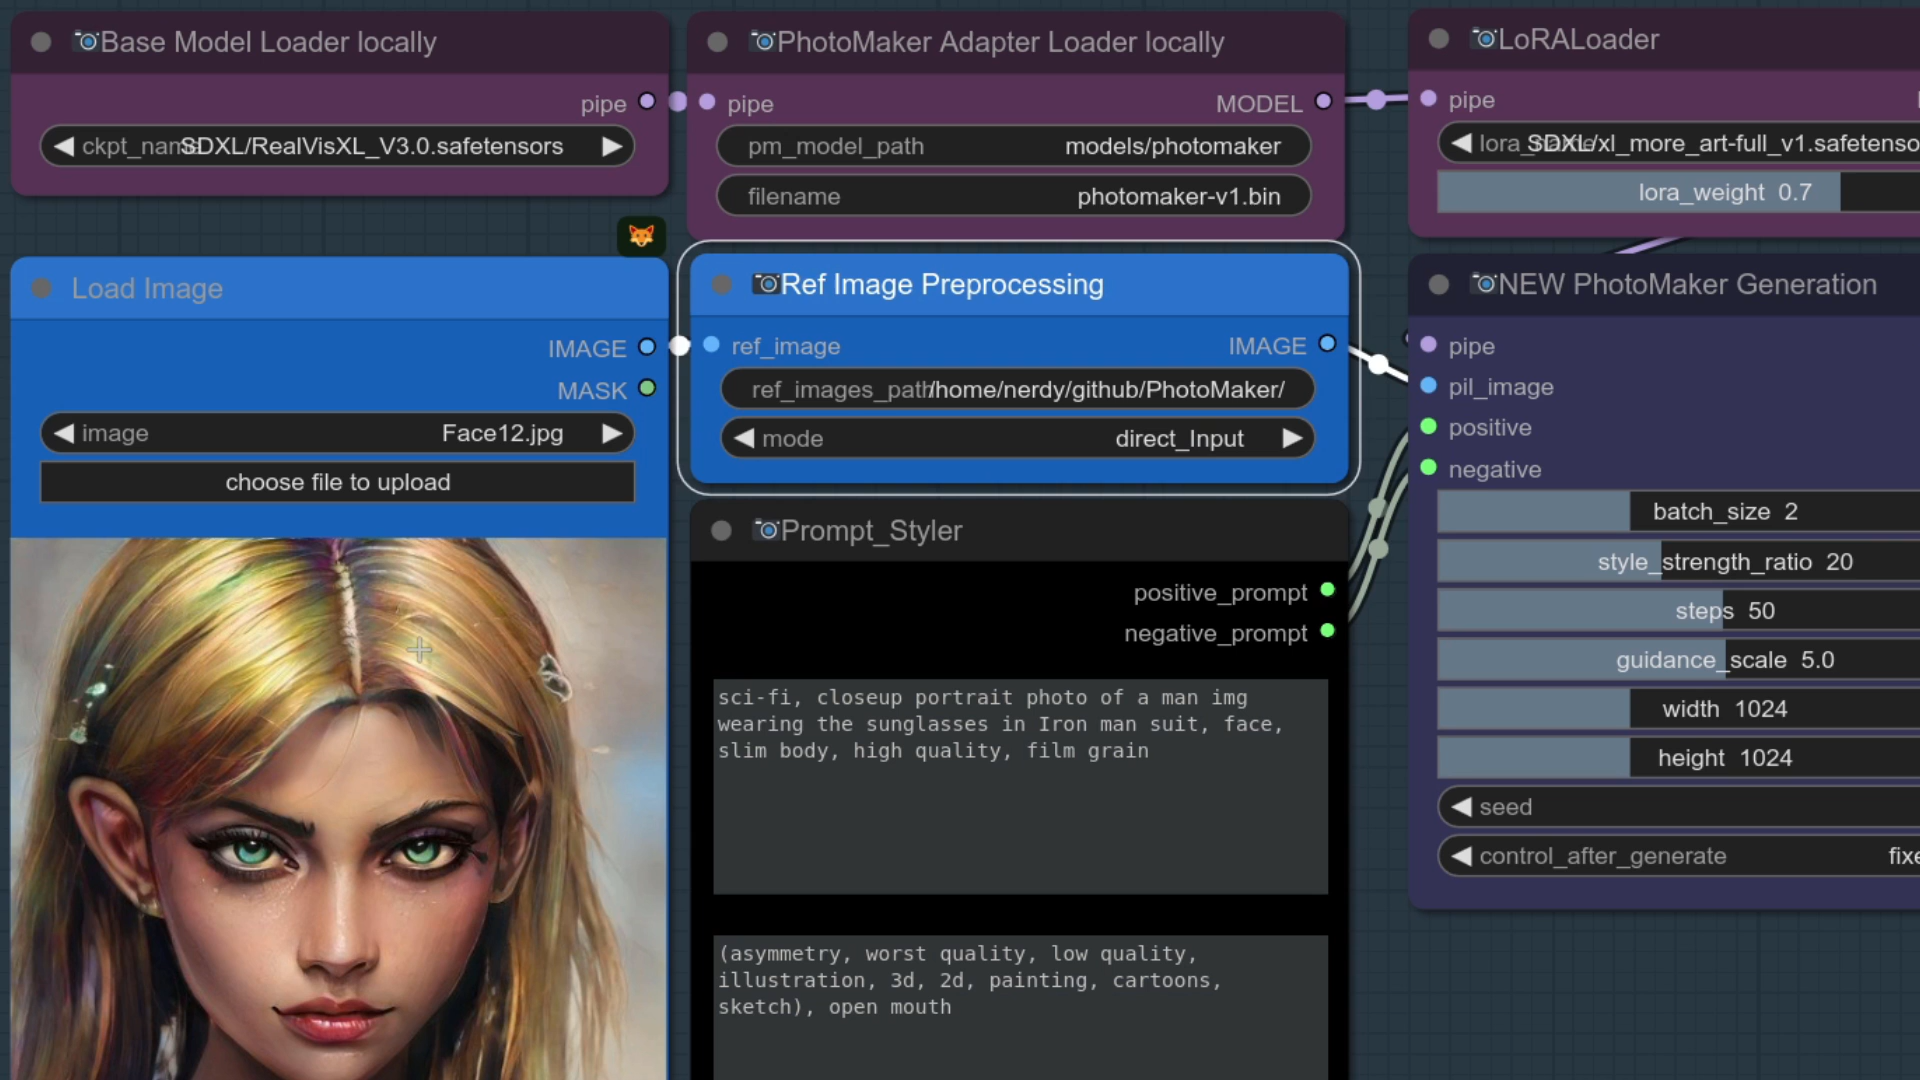 Base Model Loader locally
pipe
ckpt_name SDXL/RealVisXL_V3.0.safetensors
PhotoMaker Adapter Loader locally
pipe MODEL
pm_model_path models/photomaker
filename photomaker-v1.bin
LoRALoader
pipe
lora_name SDXL/xl_more_art-full_v1.safetenso
lora_weight 0.7
Load Image
IMAGE
MASK
image Face12.jpg
choose file to upload
Ref Image Preprocessing
ref_image IMAGE
ref_images_path /home/nerdy/github/PhotoMaker/
mode direct_Input
Prompt_Styler
positive_prompt
negative_prompt
sci-fi, closeup portrait photo of a man img
wearing the sunglasses in Iron man suit, face,
slim body, high quality, film grain
(asymmetry, worst quality, low quality,
illustration, 3d, 2d, painting, cartoons,
sketch), open mouth
NEW PhotoMaker Generation
pipe
pil_image
positive
negative
batch_size 2
style_strength_ratio 20
steps 50
guidance_scale 5.0
width 1024
height 1024
seed
control_after_generate fixe